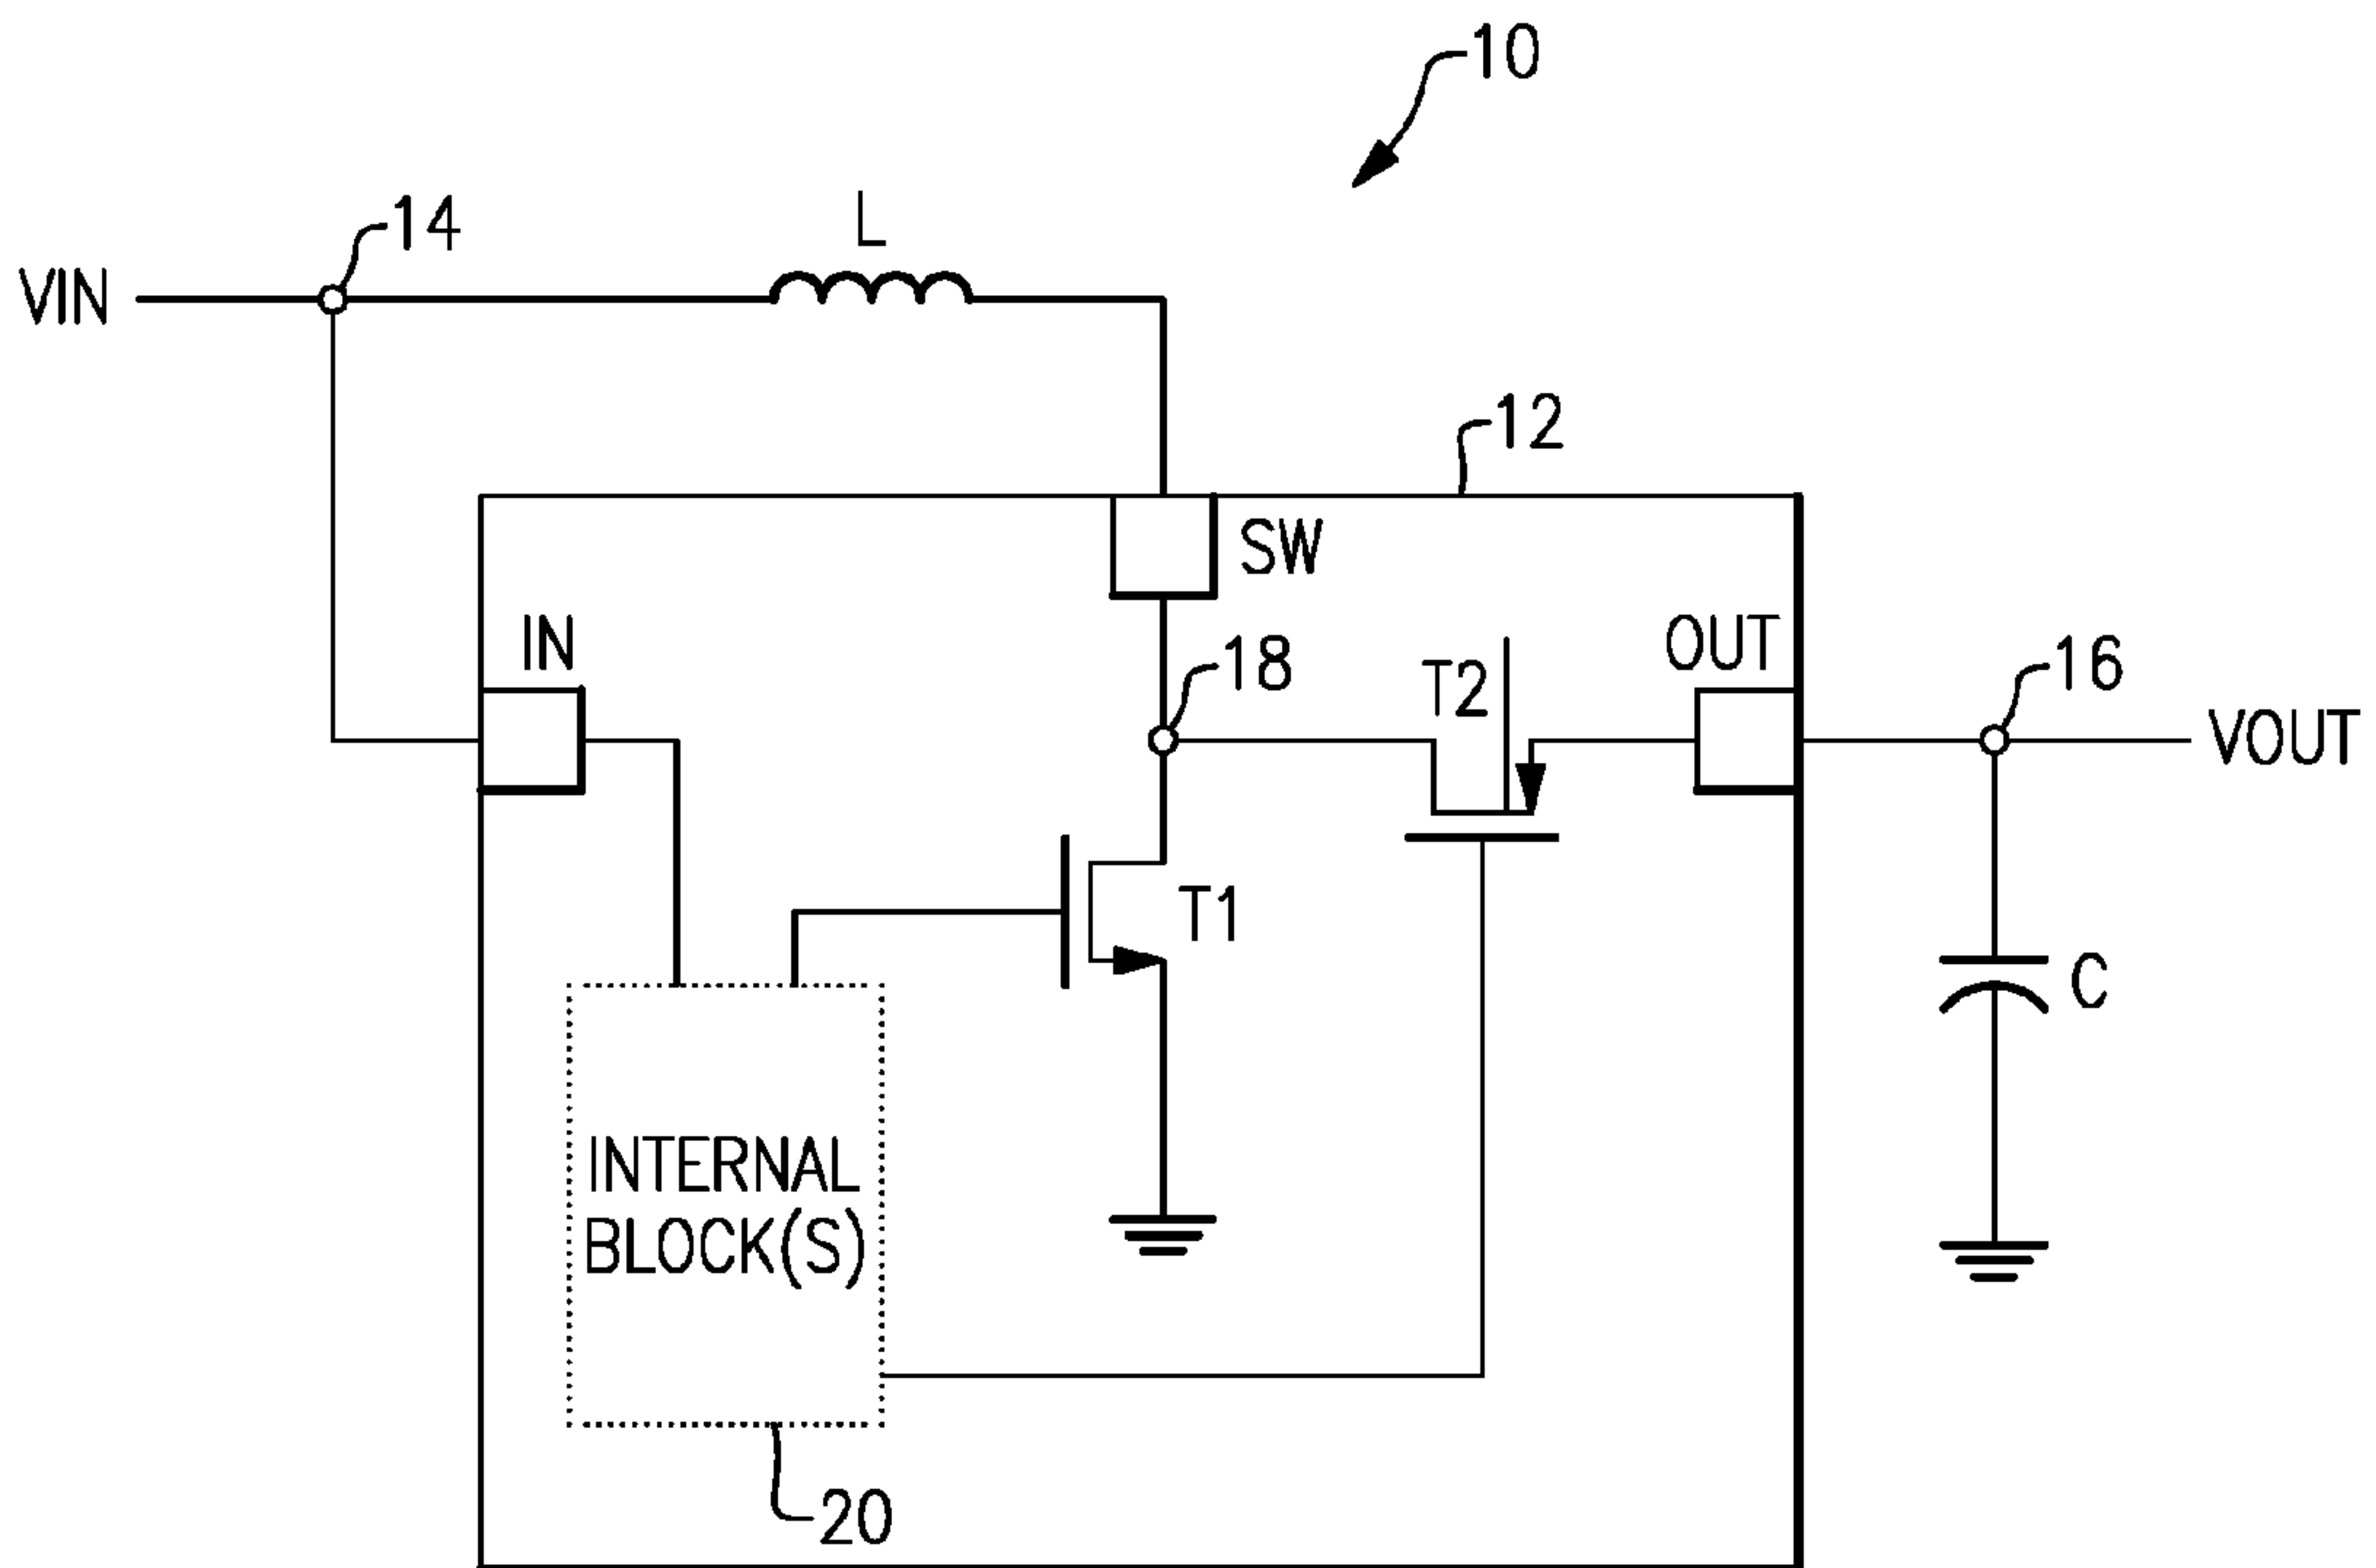 10
14
L
VIN
12
SW
IN
18
T2
OUT
16
VOUT
T1
C
INTERNAL
BLOCK(S)
20